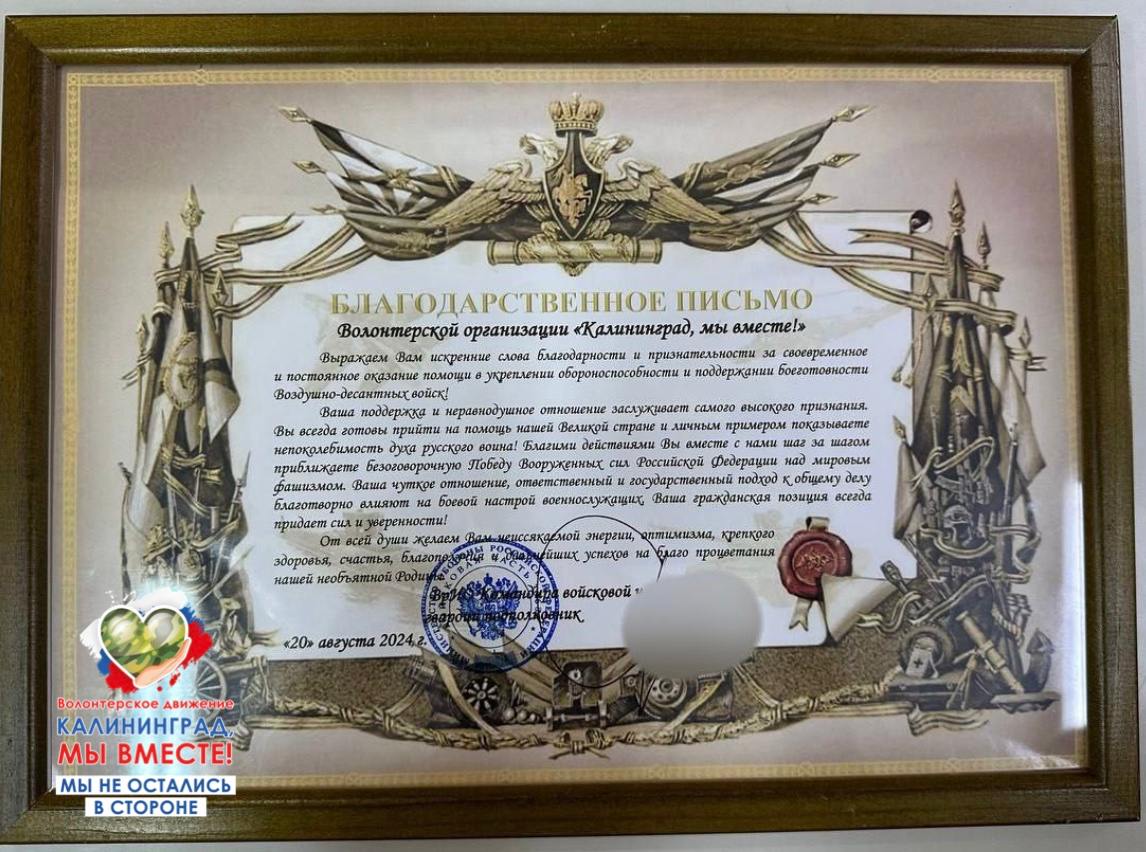 БЛАГОДАРСТВЕННОЕ ПИСЬМО
Волонтерской организации «Калининград, мы вместе!»
Выражаем Вам искренние слова благодарности и признательности за своевременное
и постоянное оказание помощи в укреплении обороноспособности и поддержании боеготовности
Воздушно-десантных войск!
Ваша поддержка и неравнодушное отношение заслуживает самого высокого признания.
Вы всегда готовы прийти на помощь нашей Великой стране и личным примером показываете
непоколебимость духа русского воина! Благими действиями Вы вместе с нами шаг за шагом
приближаете безоговорочную Победу Вооруженных сил Российской Федерации над мировым
фашизмом. Ваша чуткое отношение, ответственный и государственный подход к общему делу
благотворно влияют на боевой настрой военнослужащих. Ваша гражданская позиция всегда
придает сил и уверенности!
От всей души желаем Вам неиссякаемой энергии, оптимизма, крепкого
здоровья, счастья, благополучия и дальнейших успехов на благо процветания
нашей необъятной Родины
ВрИО Командира войсковой
гвардии подполковник
«20» августа 2024 г.
Волонтерское движение
КАЛИНИНГРАД,
МЫ ВМЕСТЕ!
МЫ НЕ ОСТАЛИСЬ
В СТОРОНЕ